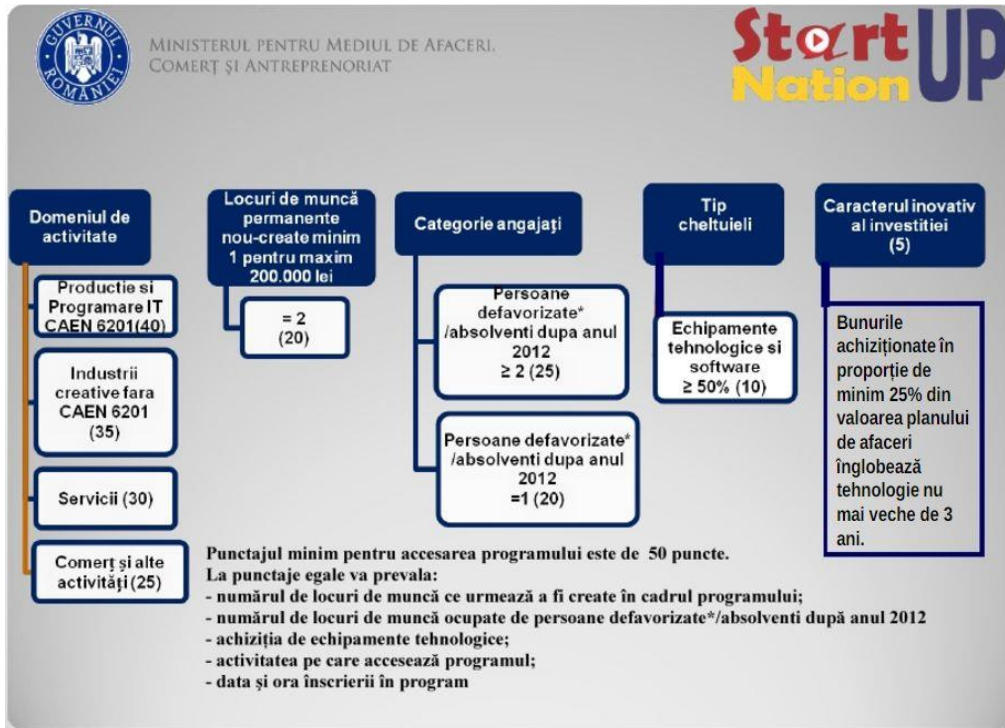 GUVERNUL ROMÂNIEI
MINISTERUL PENTRU MEDIUL DE AFACERI,
COMERȚ ȘI ANTREPRENORIAT
Start UP
Nation
Domeniul de
activitate
Productie si
Programare IT
CAEN 6201(40)
Industrii
creative fara
CAEN 6201
(35)
Servicii (30)
Comerț și alte
activități (25)
Locuri de muncă
permanente
nou-create minim
1 pentru maxim
200.000 lei
= 2
(20)
Categorie angajați
Persoane
defavorizate*
/absolventi dupa anul
2012
≥ 2 (25)
Persoane defavorizate*
/absolventi dupa anul
2012
=1 (20)
Tip
cheltuieli
Echipamente
tehnologice si
software
≥ 50% (10)
Caracterul inovativ
al investitiei
(5)
Bunurile
achiziționate în
proporție de
minim 25% din
valoarea planului
de afaceri
înglobează
tehnologie nu
mai veche de 3
ani.
Punctajul minim pentru accesarea programului este de 50 puncte.
La punctaje egale va prevala:
- numărul de locuri de muncă ce urmează a fi create în cadrul programului;
- numărul de locuri de muncă ocupate de persoane defavorizate*/absolventi după anul 2012
- achiziția de echipamente tehnologice;
- activitatea pe care accesează programul;
- data și ora înscrierii în program